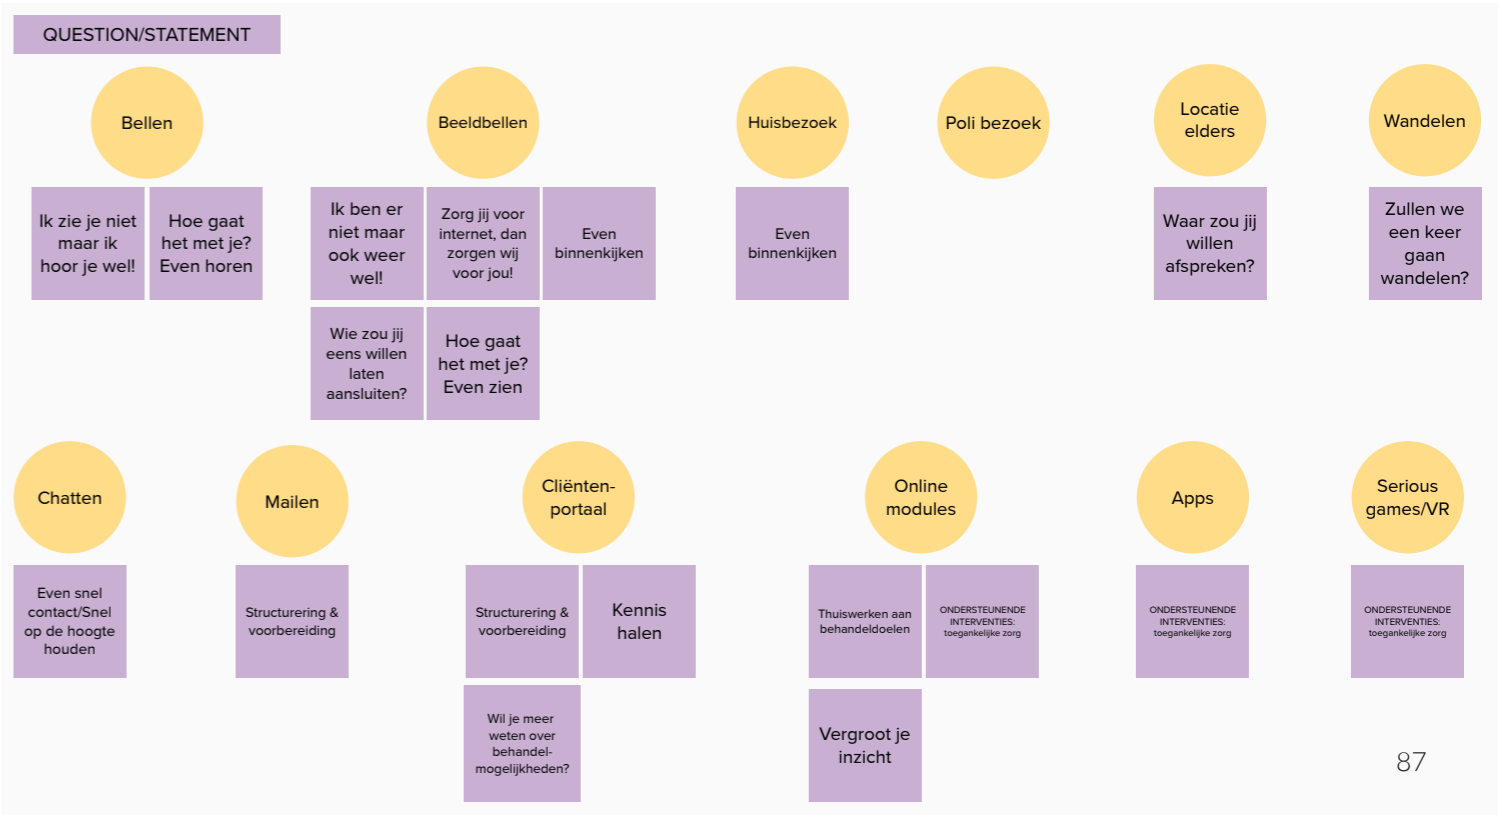 QUESTION/STATEMENT
Bellen
Ik zie je niet
maar ik
hoor je wel!
Hoe gaat
het met je?
Even horen
Beeldbellen
Ik ben er
niet maar
ook weer
wel!
Zorg jij voor
internet, dan
zorgen wij
voor jou!
Even
binnenkijken
Wie zou jij
eens willen
laten
aansluiten?
Hoe gaat
het met je?
Even zien
Huisbezoek
Even
binnenkijken
Poli bezoek
Locatie
elders
Waar zou jij
willen
afspreken?
Wandelen
Zullen we
een keer
gaan
wandelen?
Chatten
Even snel
contact/Snel
op de hoogte
houden
Mailen
Structurering &
voorbereiding
Cliënten-
portaal
Structurering &
voorbereiding
Kennis
halen
Wil je meer
weten over
behandel-
mogelijkheden?
Online
modules
Thuiswerken aan
behandeldoelen
ONDERSTEUNENDE
INTERVENTIES:
toegankelijke zorg
Vergroot je
inzicht
Apps
ONDERSTEUNENDE
INTERVENTIES:
toegankelijke zorg
Serious
games/VR
ONDERSTEUNENDE
INTERVENTIES:
toegankelijke zorg
87